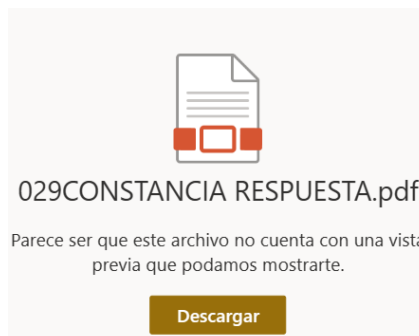 029CONSTANCIA RESPUESTA.pdf
Parece ser que este archivo no cuenta con una vista
previa que podamos mostrarte.
Descargar